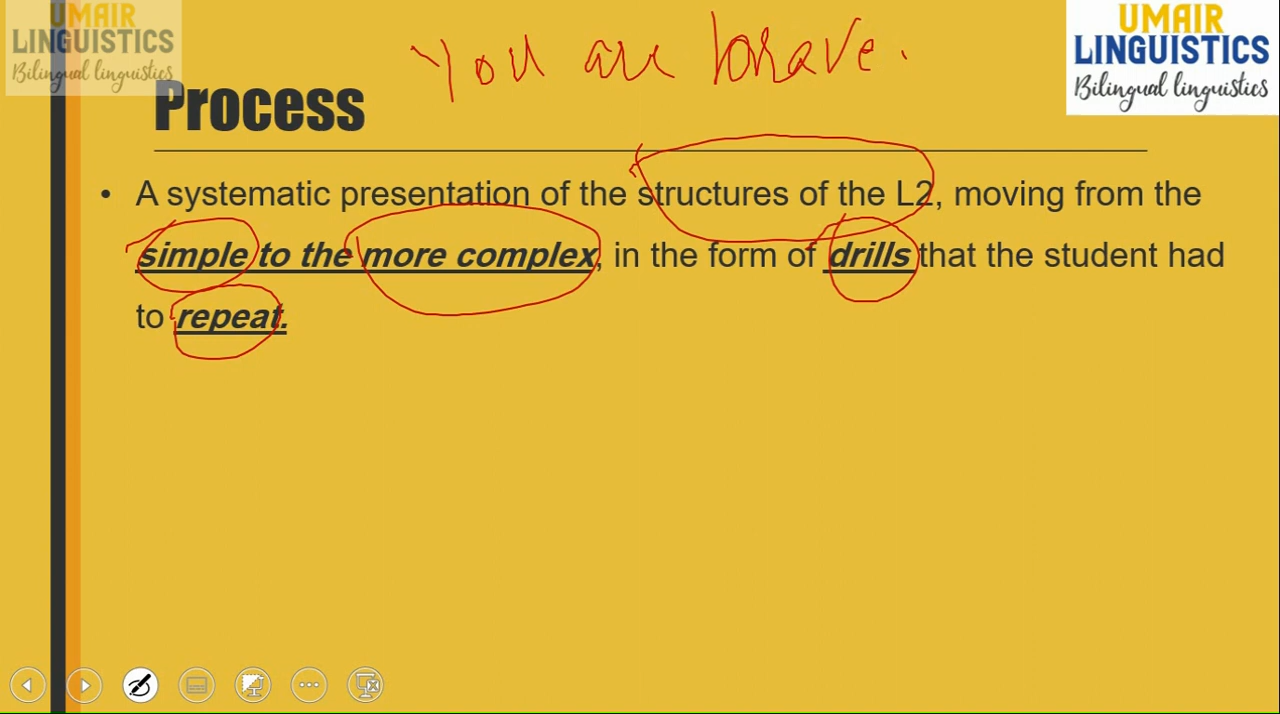 UMAIR
LINGUISTICS
Bilingual linguistics
You are brave.
UMAIR
LINGUISTICS
Bilingual linguistics
Process
• A systematic presentation of the structures of the L2, moving from the
simple to the more complex, in the form of drills that the student had
to repeat.